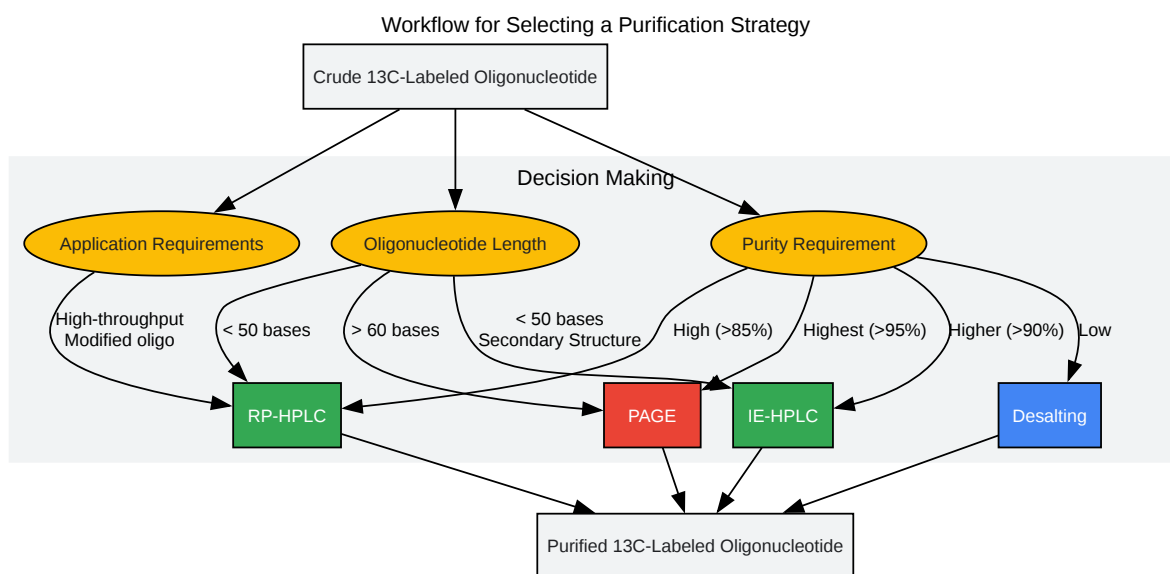 Workflow for Selecting a Purification Strategy
Crude 13C-Labeled Oligonucleotide
Decision Making
Application Requirements
Oligonucleotide Length
Purity Requirement
High-throughput
Modified oligo
< 50 bases
> 60 bases
< 50 bases
Secondary Structure
High (>85%)
Highest (>95%)
Higher (>90%)
Low
RP-HPLC
PAGE
IE-HPLC
Desalting
Purified 13C-Labeled Oligonucleotide